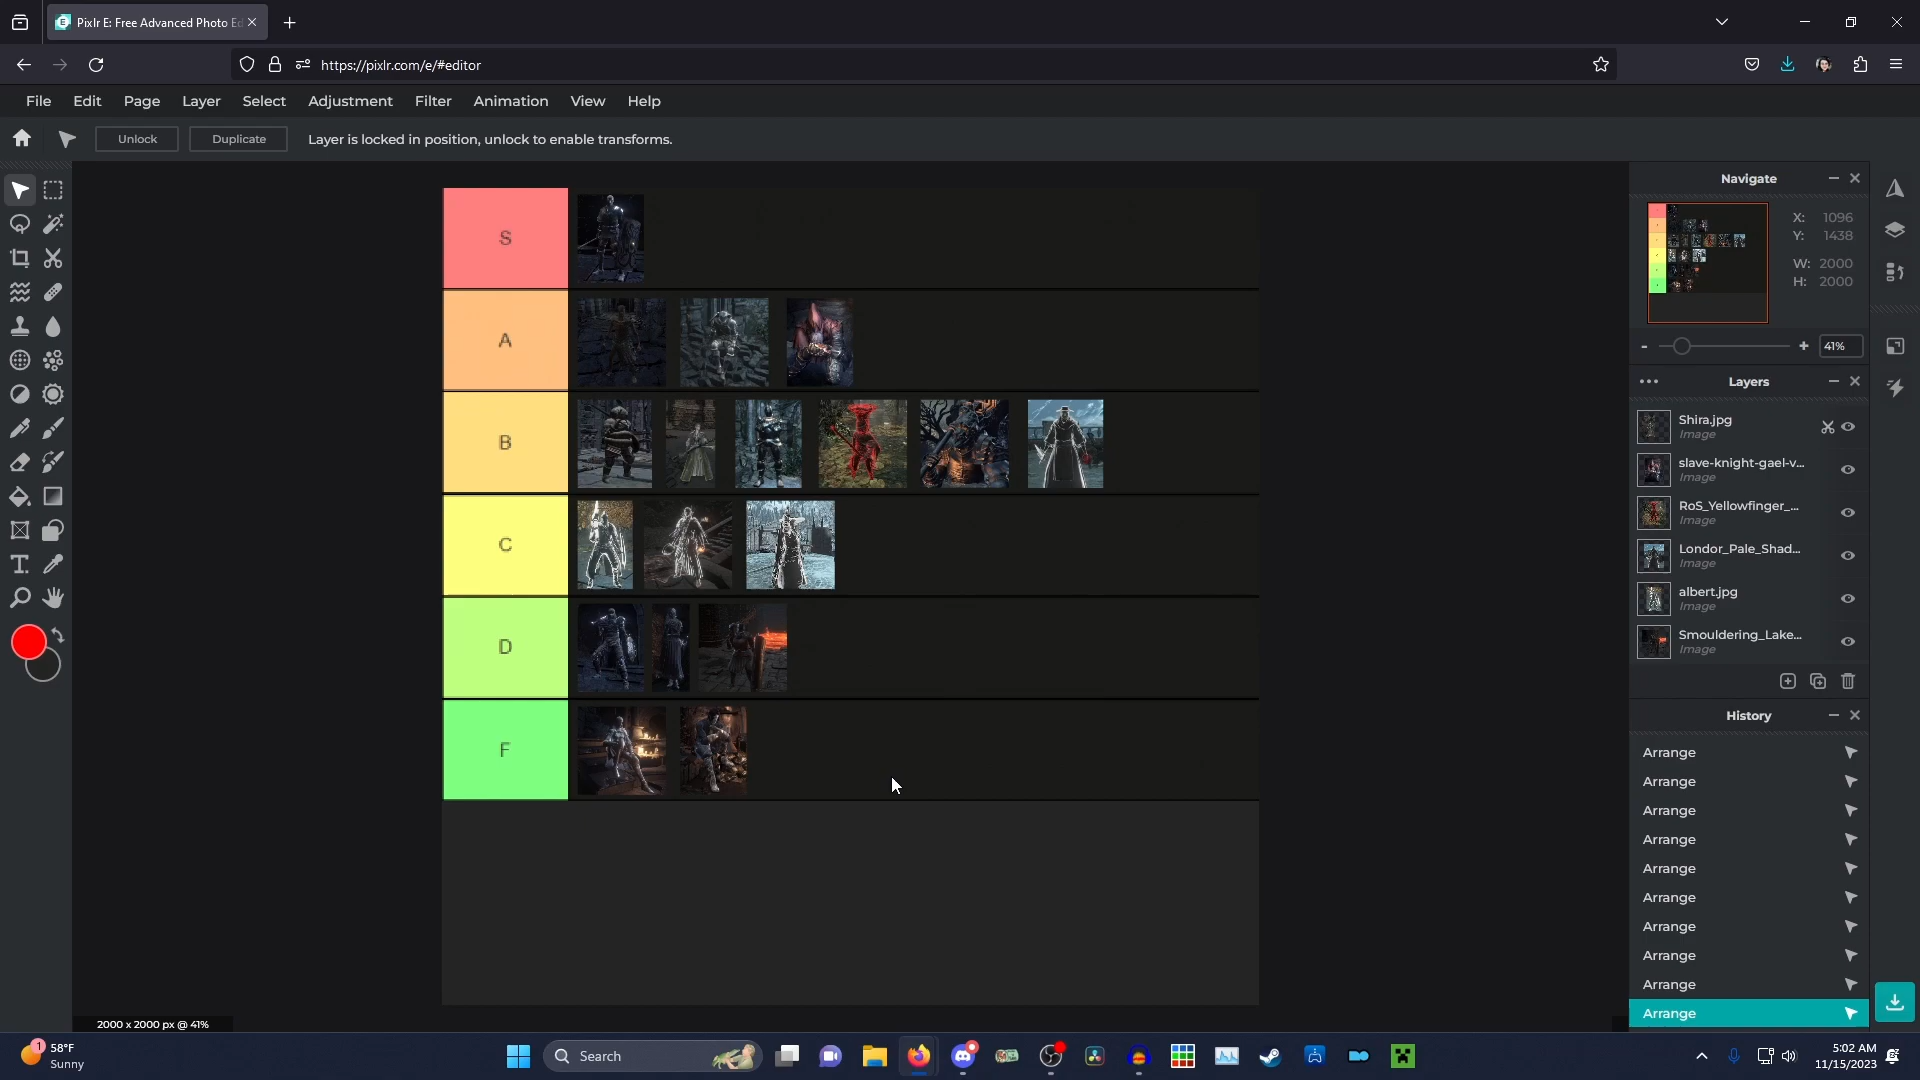 Pixlr E: Free Advanced Photo Ed
https://pixlr.com/e/#editor
File Edit Page Layer Select Adjustment Filter Animation View Help
Unlock Duplicate Layer is locked in position, unlock to enable transforms.
S
A
B
C
D
F
Navigate
X: 1096
Y: 1438
W: 2000
H: 2000
- + 41%
Layers
Shira.jpg
Image
slave-knight-gael-v...
Image
RoS_Yellowfinger_...
Image
Londor_Pale_Shad...
Image
albert.jpg
Image
Smouldering_Lake...
Image
History
Arrange
Arrange
Arrange
Arrange
Arrange
Arrange
Arrange
Arrange
Arrange
Arrange
2000 x 2000 px @ 41%
1
58°F
Sunny
Search
5:02 AM
11/15/2023